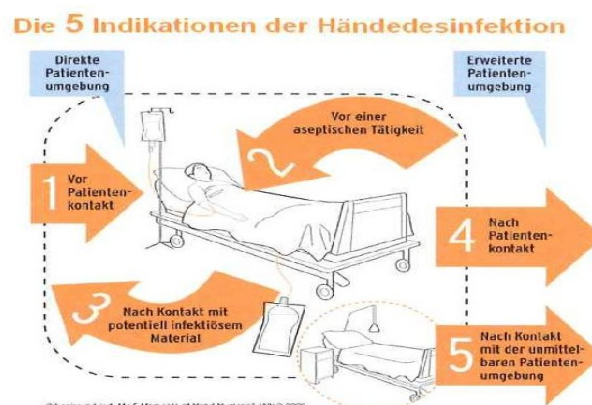 Die 5 Indikationen der Händedesinfektion
Direkte
Patienten-
umgebung
Erweiterte
Patienten-
umgebung
1
Vor
Patienten-
kontakt
2
Vor einer
aseptischen Tätigkeit
3
Nach Kontakt mit
potentiell infektiösem
Material
4
Nach
Patienten-
kontakt
5
Nach Kontakt
mit der unmittel-
baren Patienten-
umgebung